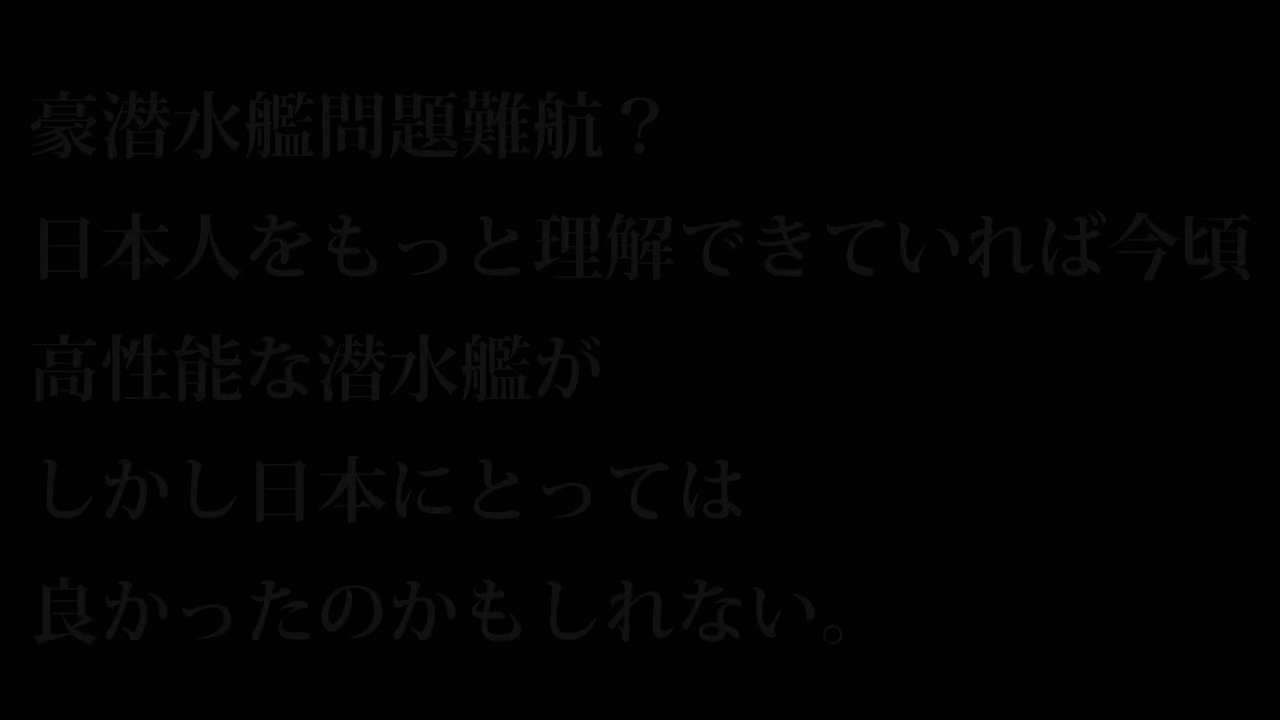 豪潜水艦問題難航？
日本人をもっと理解できていれば今頃
高性能な潜水艦が
しかし日本にとっては
良かったのかもしれない。